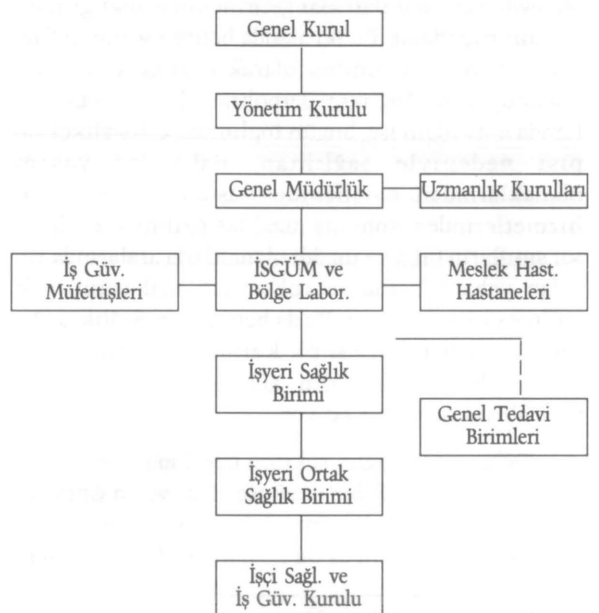 Genel Kurul
Yönetim Kurulu
Genel Müdürlük
Uzmanlık Kurulları
İş Güv.
Müfettişleri
İSGÜM ve
Bölge Labor.
Meslek Hast.
Hastaneleri
İşyeri Sağlık
Birimi
Genel Tedavi
Birimleri
İşyeri Ortak
Sağlık Birimi
İşçi Sağl. ve
İş Güv. Kurulu